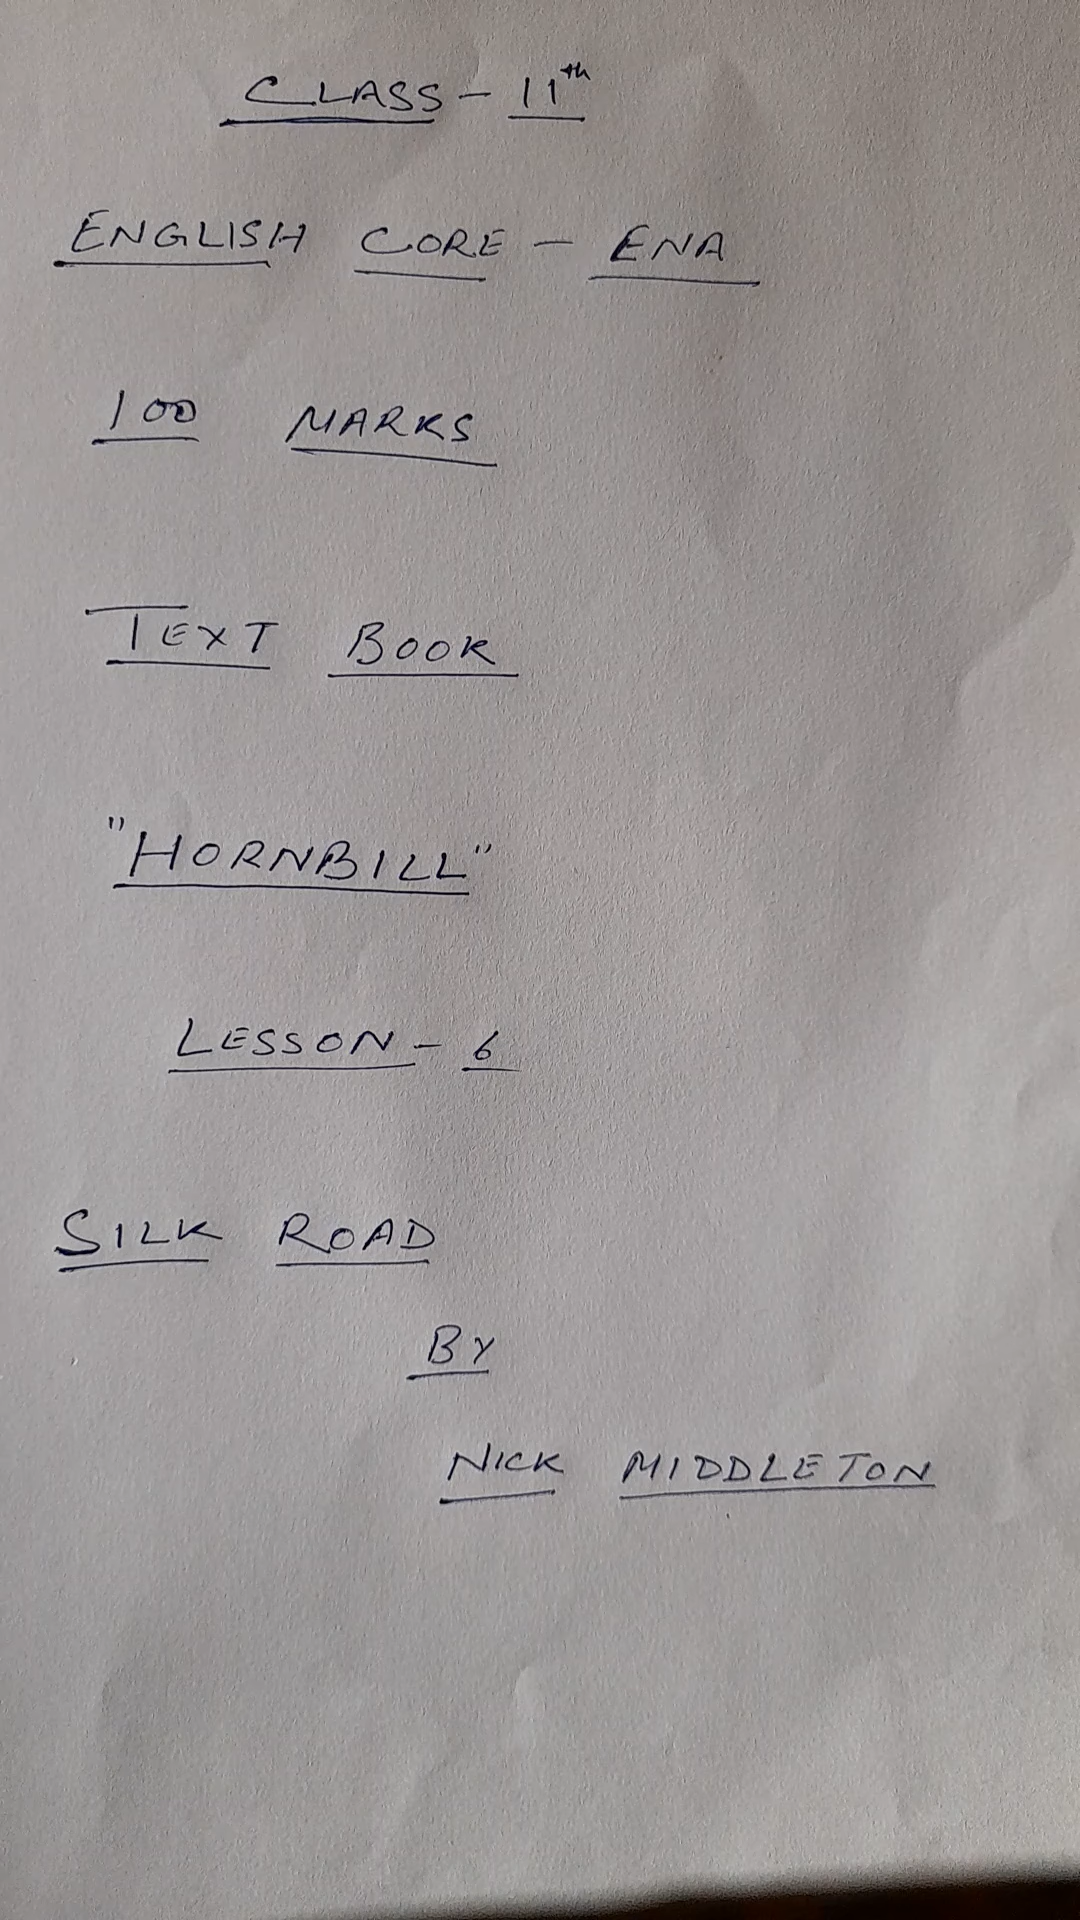 CLASS - 11th
ENGLISH CORE - ENA
100 MARKS
TEXT BOOK
"HORNBILL"
LESSON - 6
SILK ROAD
BY
NICK MIDDLETON